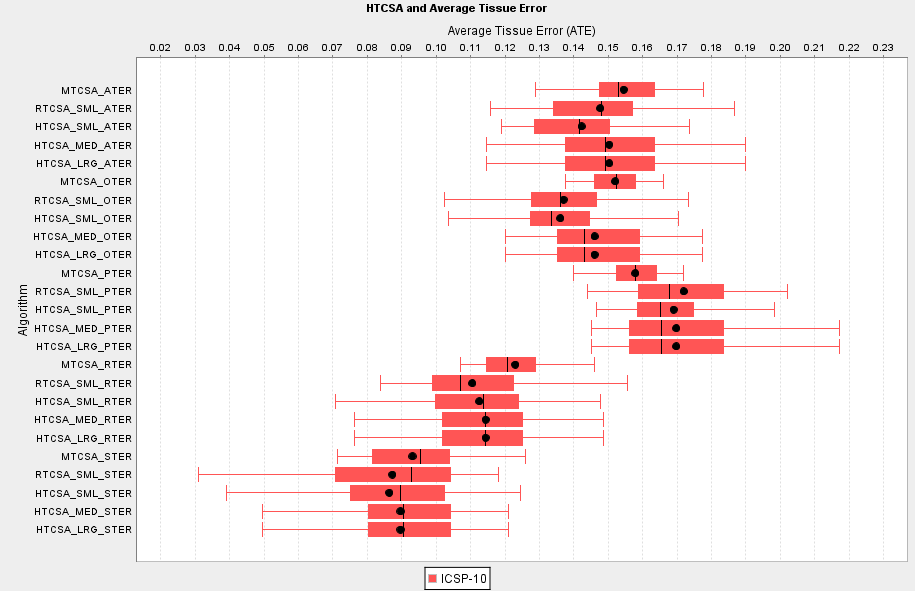 HTCSA and Average Tissue Error
Average Tissue Error (ATE)
0.02 0.03 0.04 0.05 0.06 0.07 0.08 0.09 0.10 0.11 0.12 0.13 0.14 0.15 0.16 0.17 0.18 0.19 0.20 0.21 0.22 0.23
Algorithm
MTCSA_ATER
RTCSA_SML_ATER
HTCSA_SML_ATER
HTCSA_MED_ATER
HTCSA_LRG_ATER
MTCSA_OTER
RTCSA_SML_OTER
HTCSA_SML_OTER
HTCSA_MED_OTER
HTCSA_LRG_OTER
MTCSA_PTER
RTCSA_SML_PTER
HTCSA_SML_PTER
HTCSA_MED_PTER
HTCSA_LRG_PTER
MTCSA_RTER
RTCSA_SML_RTER
HTCSA_SML_RTER
HTCSA_MED_RTER
HTCSA_LRG_RTER
MTCSA_STER
RTCSA_SML_STER
HTCSA_SML_STER
HTCSA_MED_STER
HTCSA_LRG_STER
ICSP-10